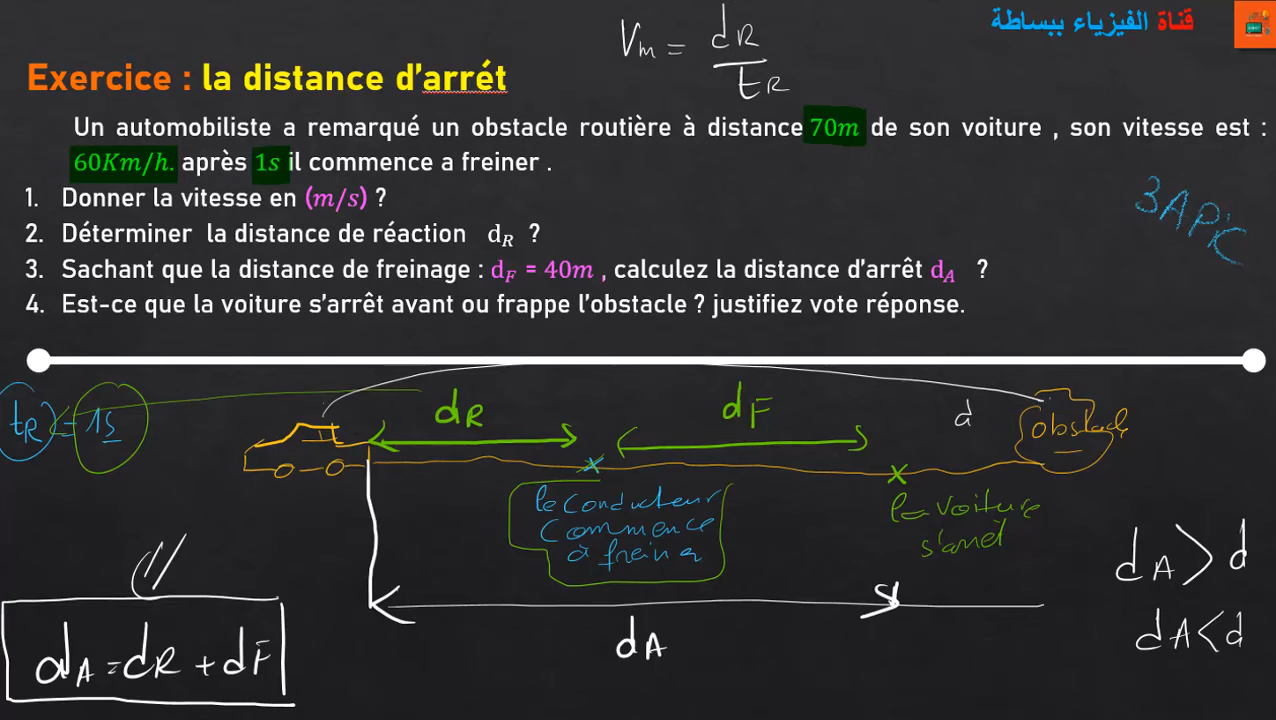 قناة الفيزياء ببساطة
Vm = dR / tR
Exercice : la distance d'arrét
Un automobiliste a remarqué un obstacle routière à distance 70m de son voiture , son vitesse est :
60Km/h. après 1s il commence a freiner .
1. Donner la vitesse en (m/s) ?
2. Déterminer la distance de réaction dR ?
3. Sachant que la distance de freinage : dF = 40m , calculez la distance d'arrêt dA ?
4. Est-ce que la voiture s'arrêt avant ou frappe l'obstacle ? justifiez vote réponse.
3APIC
tR = 1s
dR
dF
d
obstacle
le conducteur
commence
à freiner
la voiture
s'arrêt
dA > d
dA < d
dA
dA = dR + dF